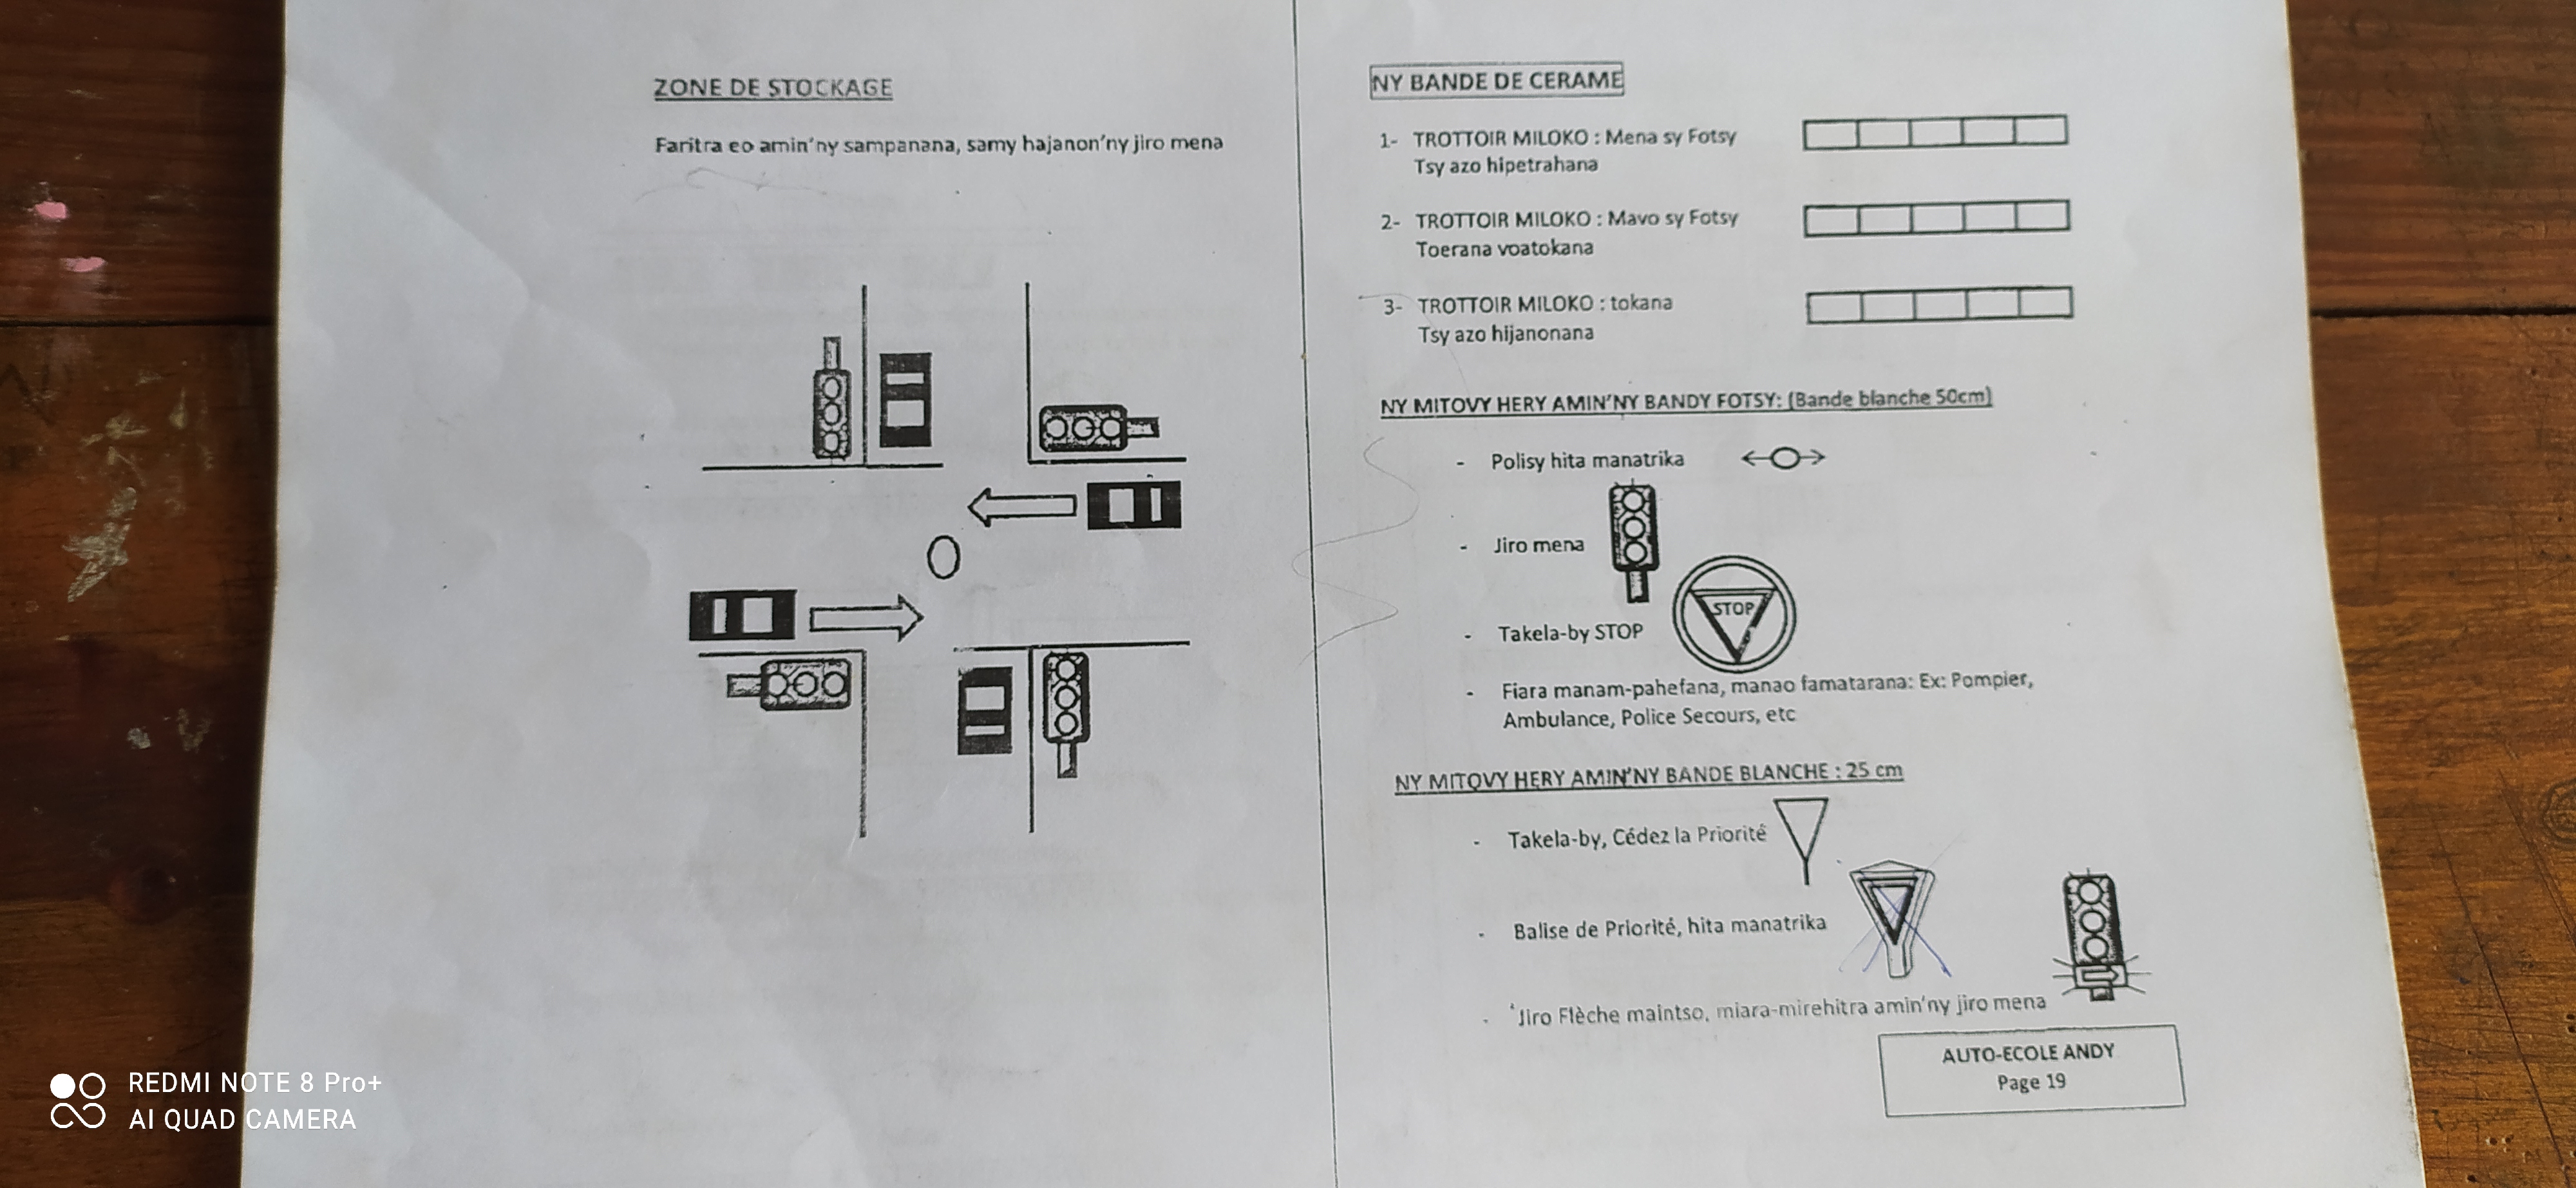 ZONE DE STOCKAGE
Faritra eo amin'ny sampanana, samy hajanon'ny jiro mena
NY BANDE DE CERAME
1- TROTTOIR MILOKO : Mena sy Fotsy
Tsy azo hipetrahana
2- TROTTOIR MILOKO : Mavo sy Fotsy
Toerana voatokana
3- TROTTOIR MILOKO : tokana
Tsy azo hijanonana
NY MITOVY HERY AMIN'NY BANDY FOTSY: (Bande blanche 50cm)
- Polisy hita manatrika
- Jiro mena
- Takela-by STOP
STOP
- Fiara manam-pahefana, manao famatarana: Ex: Pompier,
Ambulance, Police Secours, etc
NY MITOVY HERY AMIN'NY BANDE BLANCHE : 25 cm
- Takela-by, Cédez la Priorité
- Balise de Priorité, hita manatrika
- 'Jiro Flèche maintso, miara-mirehitra amin'ny jiro mena
AUTO-ECOLE ANDY
Page 19
REDMI NOTE 8 Pro+
AI QUAD CAMERA